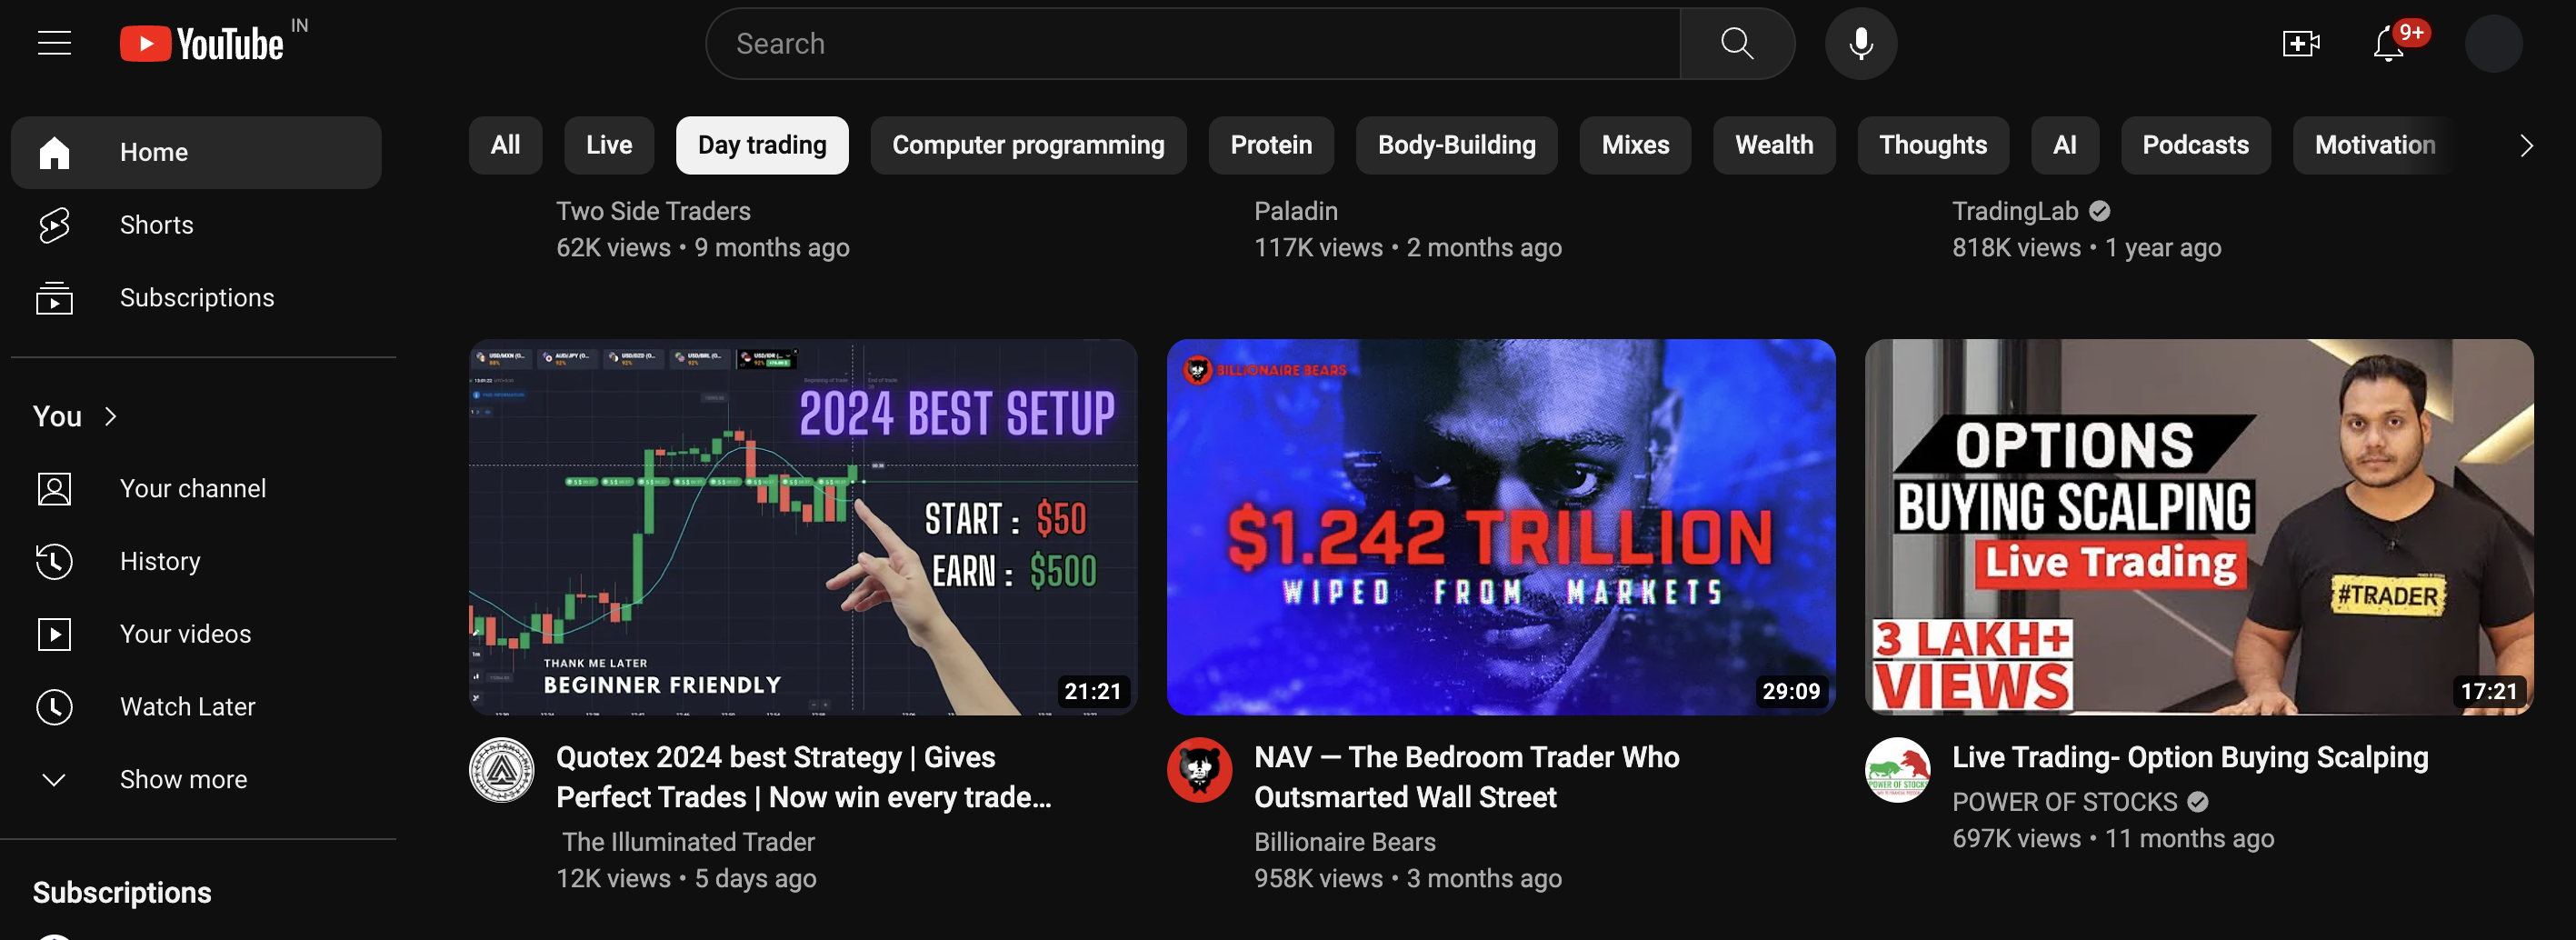 YouTube IN
Search
9+
Home
Shorts
Subscriptions
You
Your channel
History
Your videos
Watch Later
Show more
Subscriptions
All Live Day trading Computer programming Protein Body-Building Mixes Wealth Thoughts AI Podcasts Motivation
Two Side Traders
62K views • 9 months ago
Paladin
117K views • 2 months ago
TradingLab
818K views • 1 year ago
2024 BEST SETUP
START : $50
EARN : $500
THANK ME LATER
BEGINNER FRIENDLY
21:21
Quotex 2024 best Strategy | Gives
Perfect Trades | Now win every trade...
The Illuminated Trader
12K views • 5 days ago
BILLIONAIRE BEARS
$1.242 TRILLION
WIPED FROM MARKETS
29:09
NAV — The Bedroom Trader Who
Outsmarted Wall Street
Billionaire Bears
958K views • 3 months ago
OPTIONS
BUYING SCALPING
Live Trading
#TRADER
3 LAKH+
VIEWS
17:21
POWER OF STOCKS
Live Trading- Option Buying Scalping
POWER OF STOCKS
697K views • 11 months ago